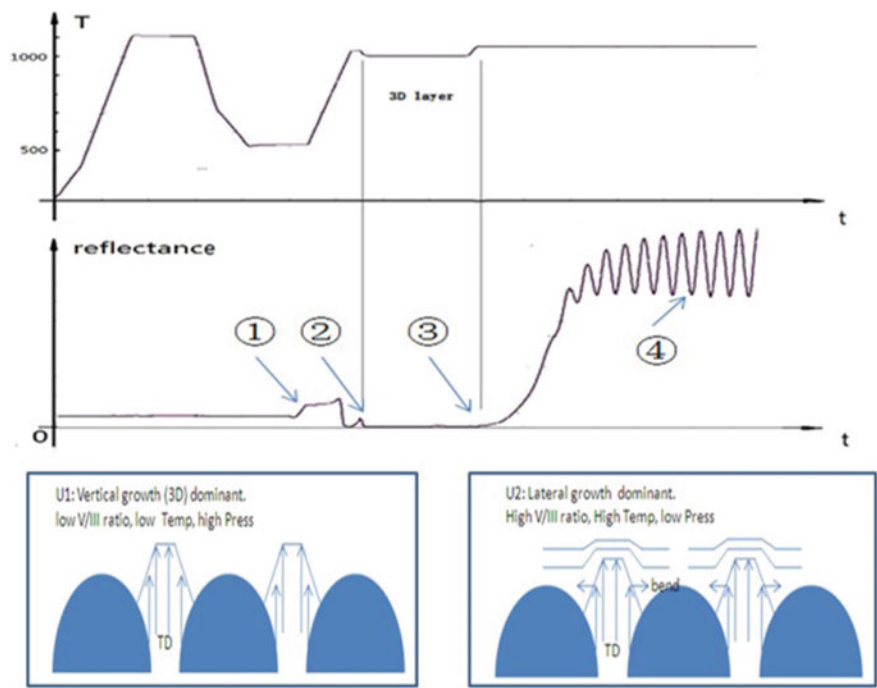 T
1000
3D layer
500
t
reflectance
① ② ③
④
0
t
U1: Vertical growth (3D) dominant.
low V/III ratio, low Temp, high Press
TD
U2: Lateral growth dominant.
High V/III ratio, High Temp, low Press
bend
TD